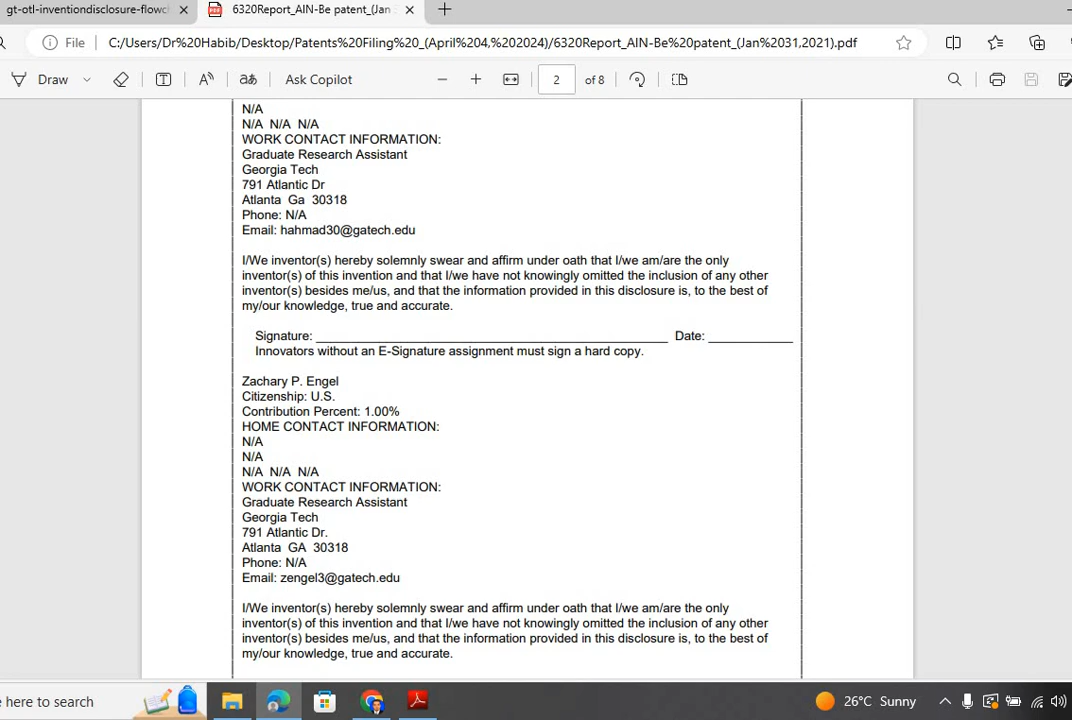 gt-otl-inventiondisclosure-flowch
6320Report_AIN-Be patent_(Jan 3
File
C:/Users/Dr%20Habib/Desktop/Patents%20Filing%20_(April%204,%202024)/6320Report_AIN-Be%20patent_(Jan%2031,2021).pdf
Draw
Ask Copilot
2 of 8
N/A
N/A N/A N/A
WORK CONTACT INFORMATION:
Graduate Research Assistant
Georgia Tech
791 Atlantic Dr
Atlanta Ga 30318
Phone: N/A
Email: hahmad30@gatech.edu
I/We inventor(s) hereby solemnly swear and affirm under oath that I/we am/are the only
inventor(s) of this invention and that I/we have not knowingly omitted the inclusion of any other
inventor(s) besides me/us, and that the information provided in this disclosure is, to the best of
my/our knowledge, true and accurate.
Signature: ______________________________ Date: __________
Innovators without an E-Signature assignment must sign a hard copy.
Zachary P. Engel
Citizenship: U.S.
Contribution Percent: 1.00%
HOME CONTACT INFORMATION:
N/A
N/A
N/A N/A N/A
WORK CONTACT INFORMATION:
Graduate Research Assistant
Georgia Tech
791 Atlantic Dr.
Atlanta GA 30318
Phone: N/A
Email: zengel3@gatech.edu
I/We inventor(s) hereby solemnly swear and affirm under oath that I/we am/are the only
inventor(s) of this invention and that I/we have not knowingly omitted the inclusion of any other
inventor(s) besides me/us, and that the information provided in this disclosure is, to the best of
my/our knowledge, true and accurate.
here to search
26°C Sunny